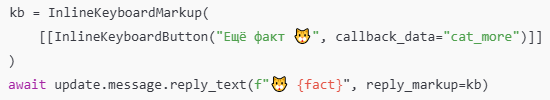 kb = InlineKeyboardMarkup(
    [[InlineKeyboardButton("Ещё факт 🐱", callback_data="cat_more")]]
)
await update.message.reply_text(f"🐱 {fact}", reply_markup=kb)